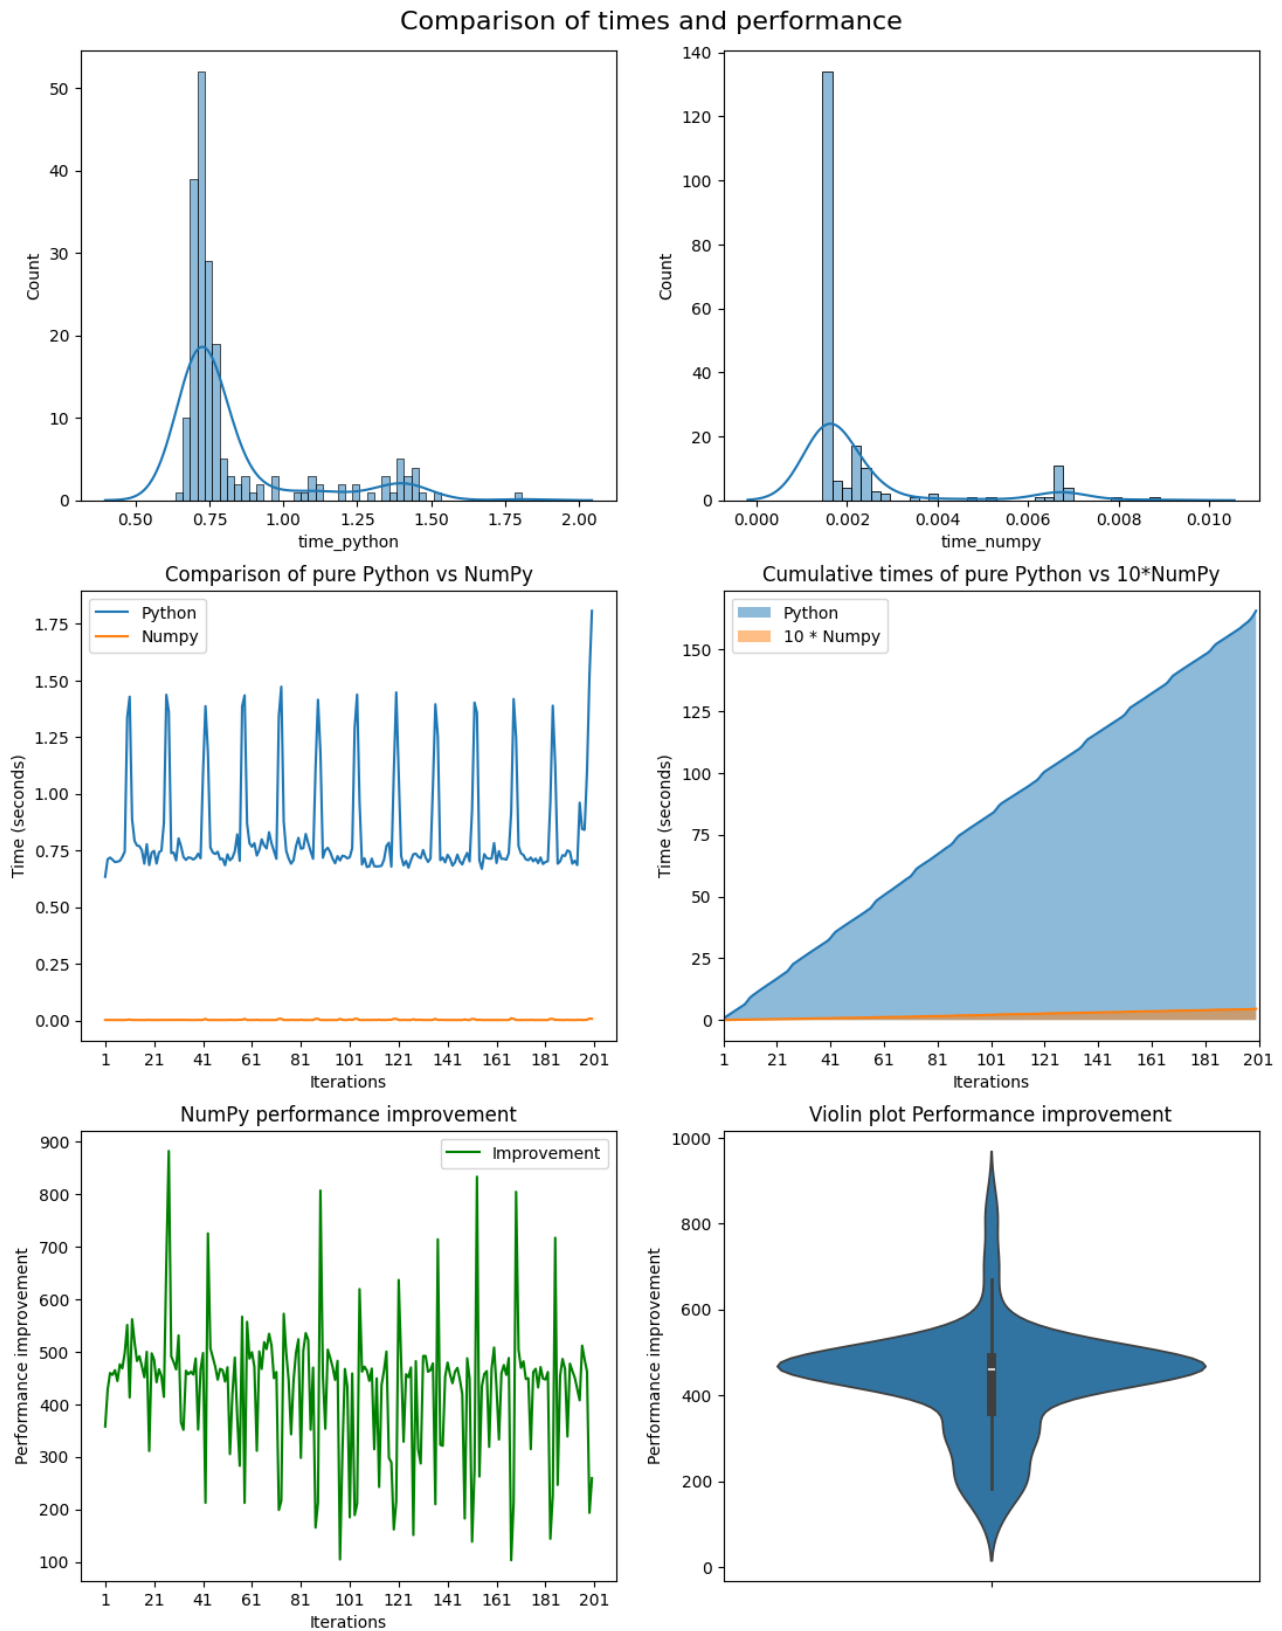 Comparison of times and performance
50
40
30
20
10
0
Count
0.50 0.75 1.00 1.25 1.50 1.75 2.00
time_python
140
120
100
80
60
40
20
0
Count
0.000 0.002 0.004 0.006 0.008 0.010
time_numpy
Comparison of pure Python vs NumPy
Python
Numpy
1.75
1.50
1.25
1.00
0.75
0.50
0.25
0.00
Time (seconds)
1 21 41 61 81 101 121 141 161 181 201
Iterations
Cumulative times of pure Python vs 10*NumPy
Python
10 * Numpy
150
125
100
75
50
25
0
Time (seconds)
1 21 41 61 81 101 121 141 161 181 201
Iterations
NumPy performance improvement
Improvement
900
800
700
600
500
400
300
200
100
Performance improvement
1 21 41 61 81 101 121 141 161 181 201
Iterations
Violin plot Performance improvement
1000
800
600
400
200
0
Performance improvement